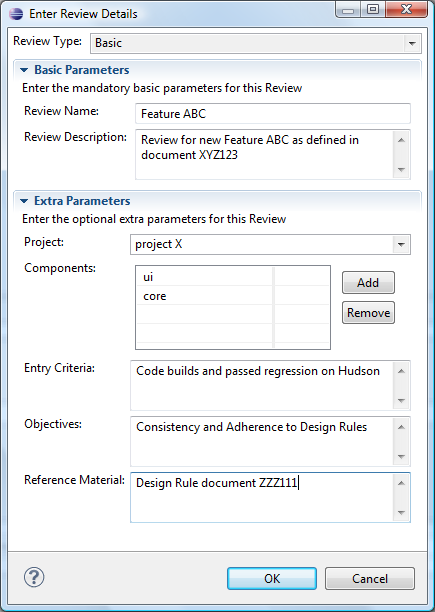 Enter Review Details
Review Type: Basic
Basic Parameters
Enter the mandatory basic parameters for this Review
Review Name: Feature ABC
Review Description: Review for new Feature ABC as defined in
document XYZ123
Extra Parameters
Enter the optional extra parameters for this Review
Project: project X
Components: ui
core
Add
Remove
Entry Criteria: Code builds and passed regression on Hudson
Objectives: Consistency and Adherence to Design Rules
Reference Material: Design Rule document ZZZ111
? OK Cancel